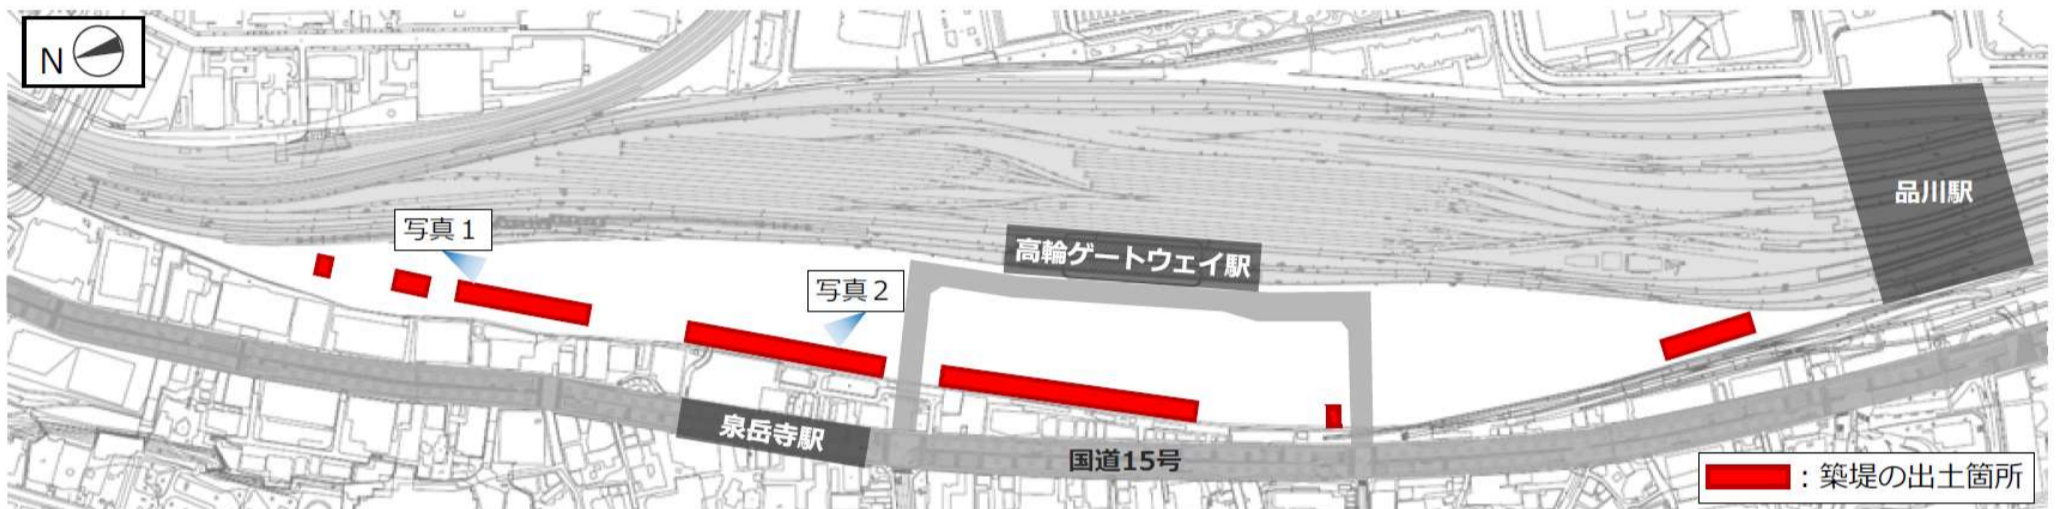 N
写真１
写真２
高輪ゲートウェイ駅
品川駅
泉岳寺駅
国道15号
：築堤の出土箇所